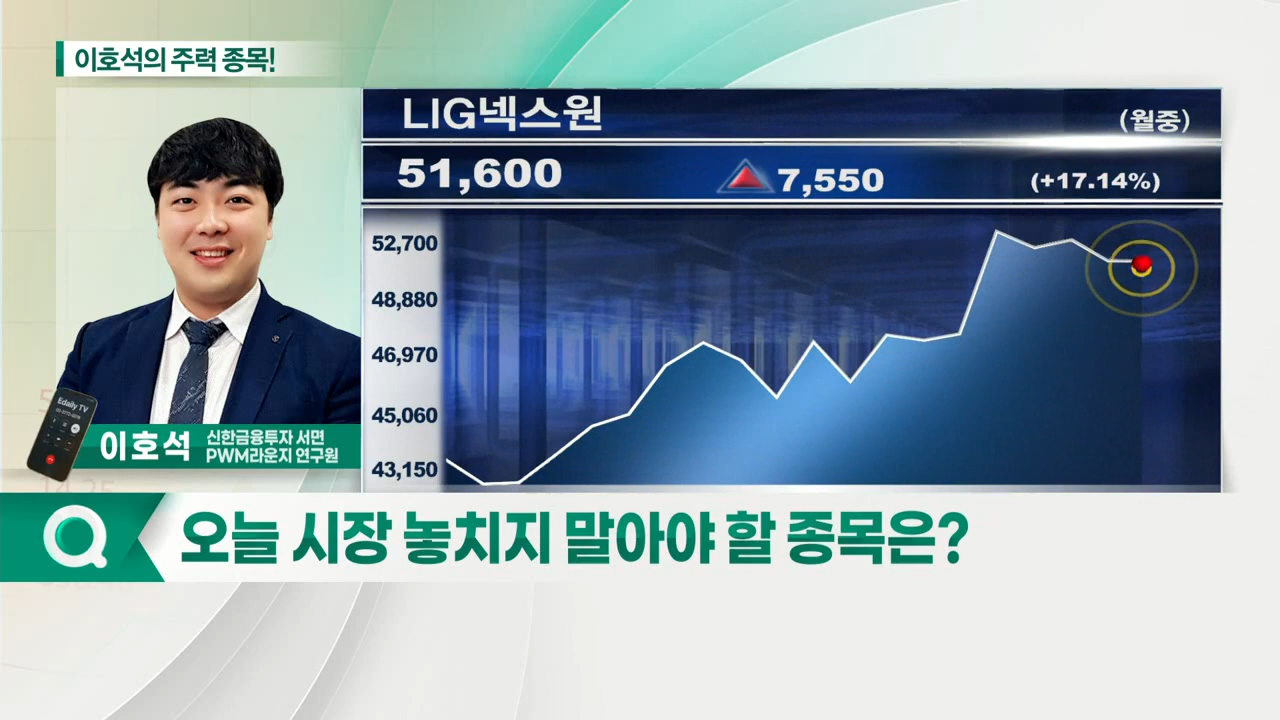 이호석의 주력 종목!
LIG넥스원
(월중)
51,600
7,550
(+17.14%)
52,700
48,880
46,970
45,060
43,150
Edaily TV
이호석
신한금융투자 서면
PWM라운지 연구원
Q
오늘 시장 놓치지 말아야 할 종목은?